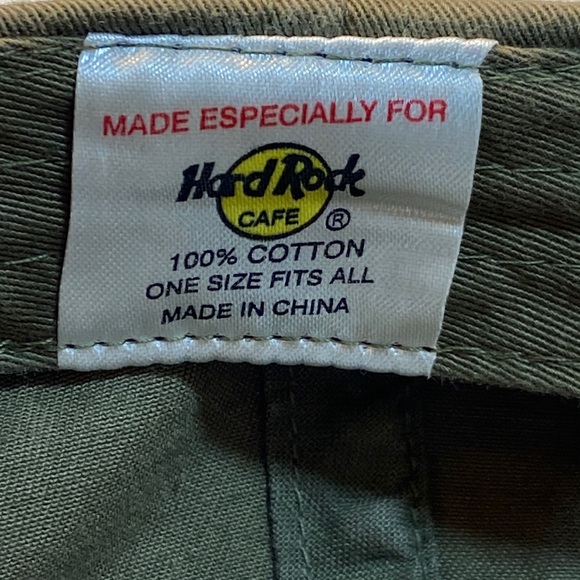 MADE ESPECIALLY FOR
Hard Rock
CAFE ®
100% COTTON
ONE SIZE FITS ALL
MADE IN CHINA